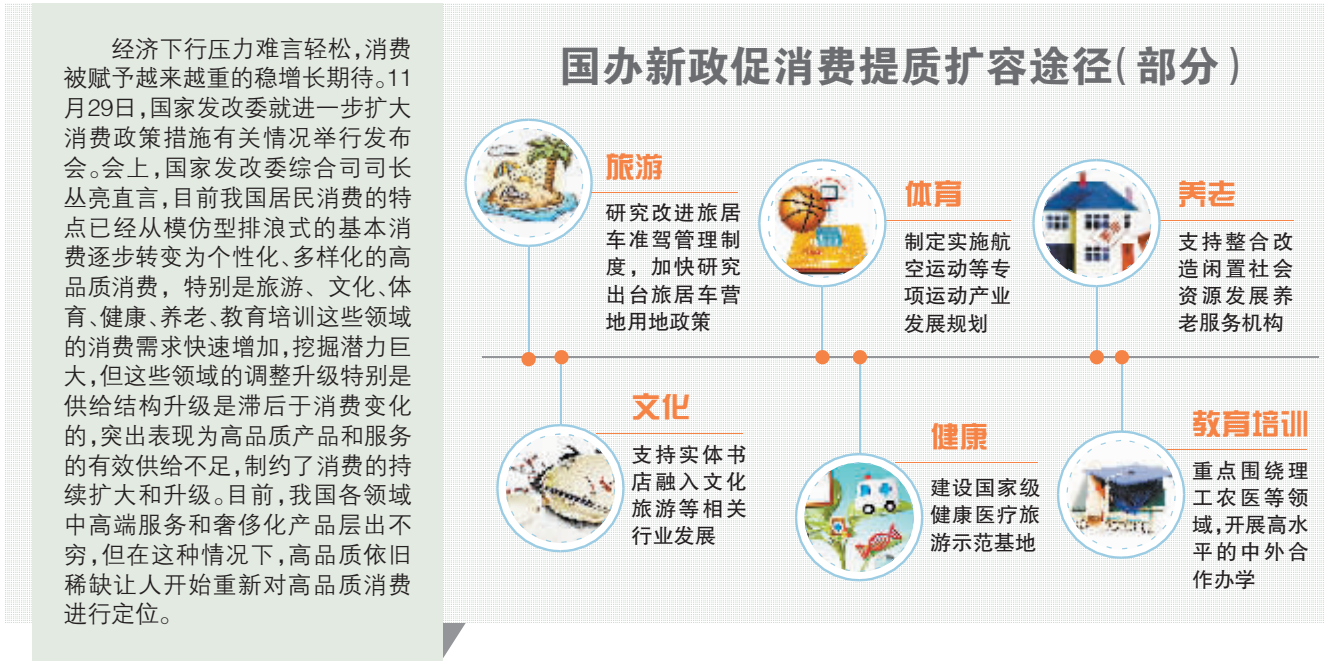 经济下行压力难言轻松,消费
被赋予越来越重的稳增长期待。11
月29日,国家发改委就进一步扩大
消费政策措施有关情况举行发布
会。会上,国家发改委综合司司长
丛亮直言,目前我国居民消费的特
点已经从模仿型排浪式的基本消
费逐步转变为个性化、多样化的高
品质消费，特别是旅游、文化、体
育、健康、养老、教育培训这些领域
的消费需求快速增加,挖掘潜力巨
大,但这些领域的调整升级特别是
供给结构升级是滞后于消费变化
的,突出表现为高品质产品和服务
的有效供给不足,制约了消费的持
续扩大和升级。目前,我国各领域
中高端服务和奢侈化产品层出不
穷,但在这种情况下,高品质依旧
稀缺让人开始重新对高品质消费
进行定位。
国办新政促消费提质扩容途径(部分)
旅游
研究改进旅居
车准驾管理制
度，加快研究
出台旅居车营
地用地政策
体育
制定实施航
空运动等专
项运动产业
发展规划
养老
支持整合改
造闲置社会
资源发展养
老服务机构
文化
支持实体书
店融入文化
旅游等相关
行业发展
健康
建设国家级
健康医疗旅
游示范基地
教育培训
重点围绕理
工农医等领
域,开展高水
平的中外合
作办学